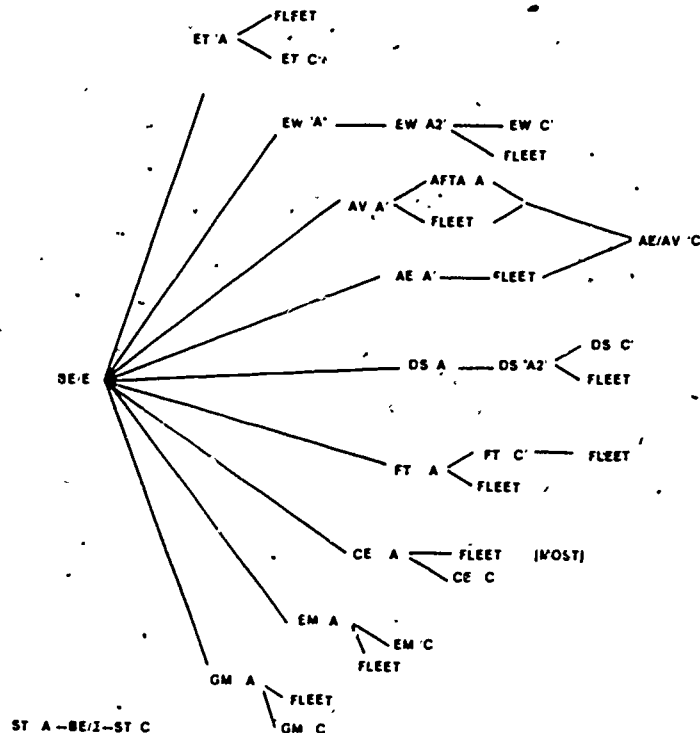 FLEET
ET 'A
ET C'
EW 'A' EW A2' EW C'
FLEET
AFTA A
AV A'
FLEET
AE/AV 'C
AE A' FLEET
DS C'
BE/E DS A DS 'A2'
FLEET
FT C' FLEET
FT A
FLEET
CE A FLEET [MOST]
CE C
EM A
EM 'C
FLEET
GM A
FLEET
ST A-BE/E-ST C GM C